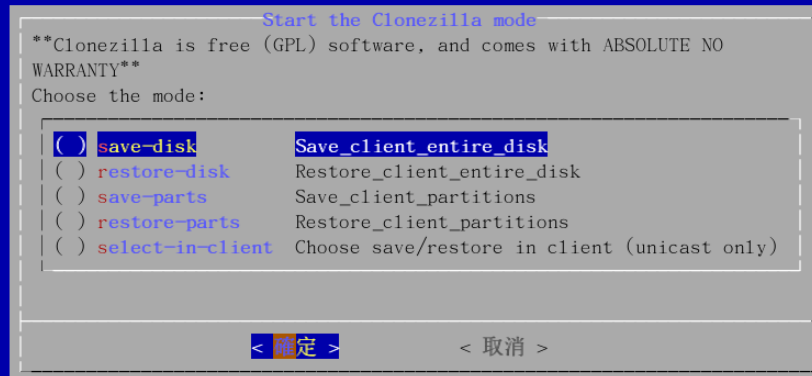 Start the Clonezilla mode
**Clonezilla is free (GPL) software, and comes with ABSOLUTE NO
WARRANTY**
Choose the mode:
( ) save-disk Save_client_entire_disk
( ) restore-disk Restore_client_entire_disk
( ) save-parts Save_client_partitions
( ) restore-parts Restore_client_partitions
( ) select-in-client Choose save/restore in client (unicast only)
< 確定 > < 取消 >